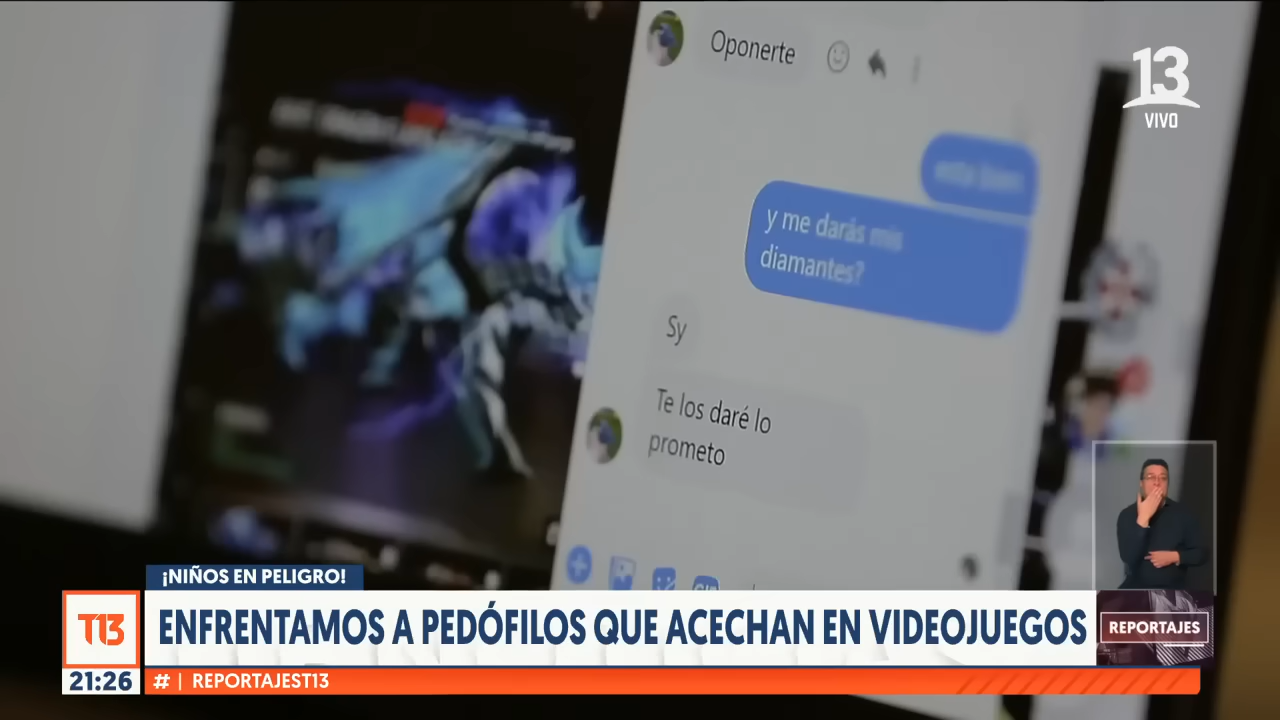 Oponerte
13
VIVO
y me darás mis
diamantes?
Sy
Te los daré lo
prometo
¡NIÑOS EN PELIGRO!
T13
ENFRENTAMOS A PEDÓFILOS QUE ACECHAN EN VIDEOJUEGOS
REPORTAJES
21:26
# | REPORTAJEST13